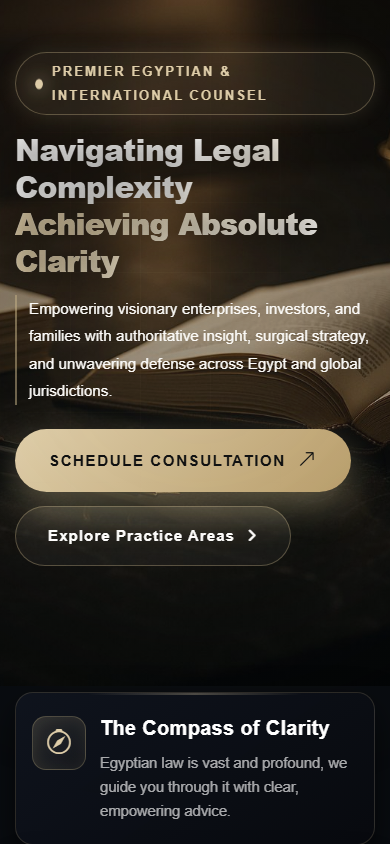 PREMIER EGYPTIAN &
INTERNATIONAL COUNSEL
Navigating Legal
Complexity
Achieving Absolute
Clarity
Empowering visionary enterprises, investors, and
families with authoritative insight, surgical strategy,
and unwavering defense across Egypt and global
jurisdictions.
SCHEDULE CONSULTATION
Explore Practice Areas
The Compass of Clarity
Egyptian law is vast and profound, we
guide you through it with clear,
empowering advice.